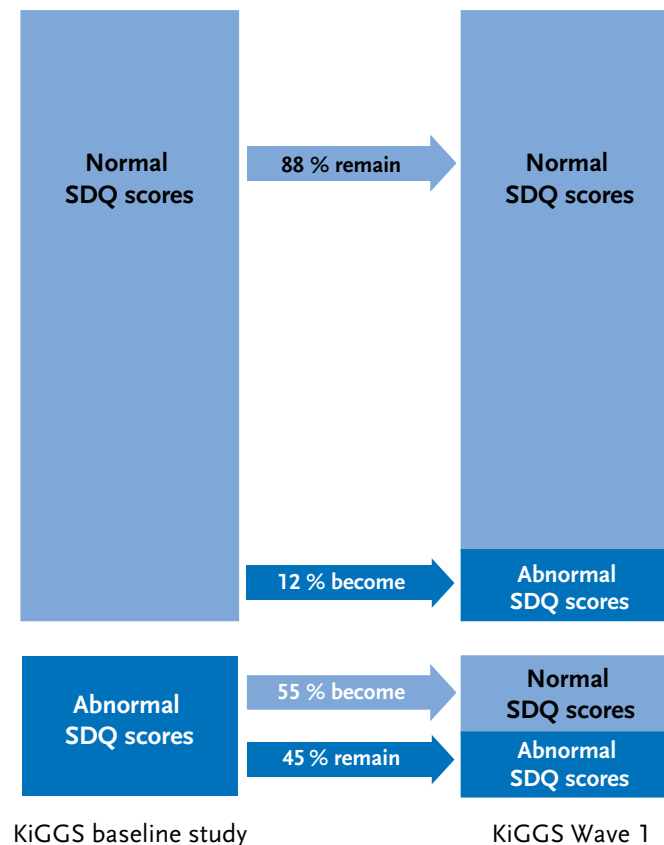 Normal
SDQ scores
88 % remain
Normal
SDQ scores
12 % become
Abnormal
SDQ scores
Abnormal
SDQ scores
55 % become
Normal
SDQ scores
45 % remain
Abnormal
SDQ scores
KiGGS baseline study
KiGGS Wave 1